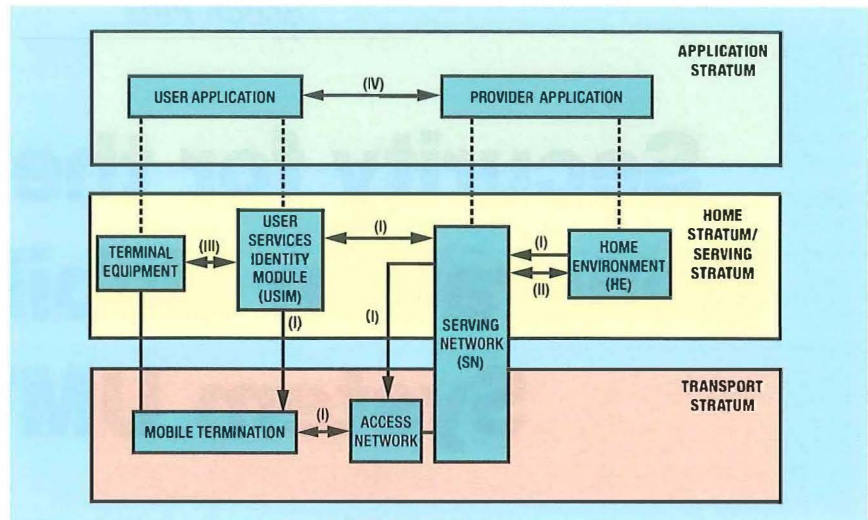 APPLICATION
STRATUM
(IV)
USER APPLICATION
PROVIDER APPLICATION
HOME
STRATUM/
SERVING
STRATUM
TERMINAL
EQUIPMENT
(III)
USER
SERVICES
IDENTITY
MODULE
(USIM)
(I)
(I)
(II)
HOME
ENVIRONMENT
(HE)
(I)
(I)
SERVING
NETWORK
(SN)
TRANSPORT
STRATUM
MOBILE TERMINATION
(I)
ACCESS
NETWORK